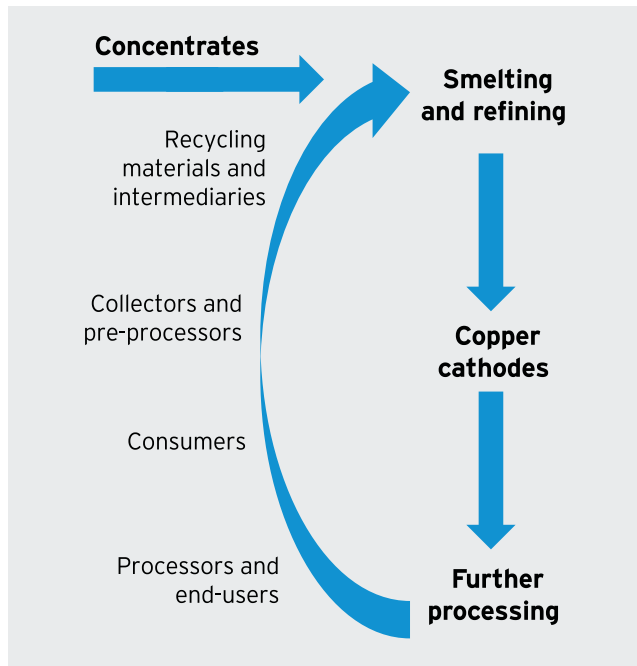 Concentrates
Smelting
and refining
Recycling
materials and
intermediaries
Collectors and
pre-processors
Copper
cathodes
Consumers
Processors and
end-users
Further
processing